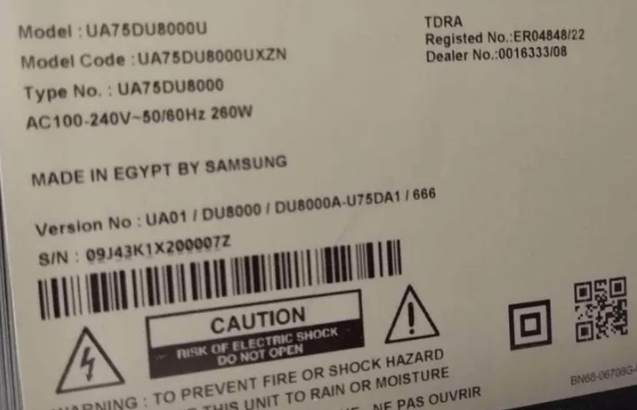 Model : UA75DU8000U
Model Code : UA75DU8000UXZN
Type No. : UA75DU8000
AC100-240V~50/60Hz 260W
TDRA
Registed No.:ER04848/22
Dealer No.:0016333/08
MADE IN EGYPT BY SAMSUNG
Version No : UA01 / DU8000 / DU8000A-U75DA1 / 666
S/N : 09J43K1X200007Z
CAUTION
RISK OF ELECTRIC SHOCK
DO NOT OPEN
WARNING : TO PREVENT FIRE OR SHOCK HAZARD
THIS UNIT TO RAIN OR MOISTURE
NE PAS OUVRIR
BN68-06708G-